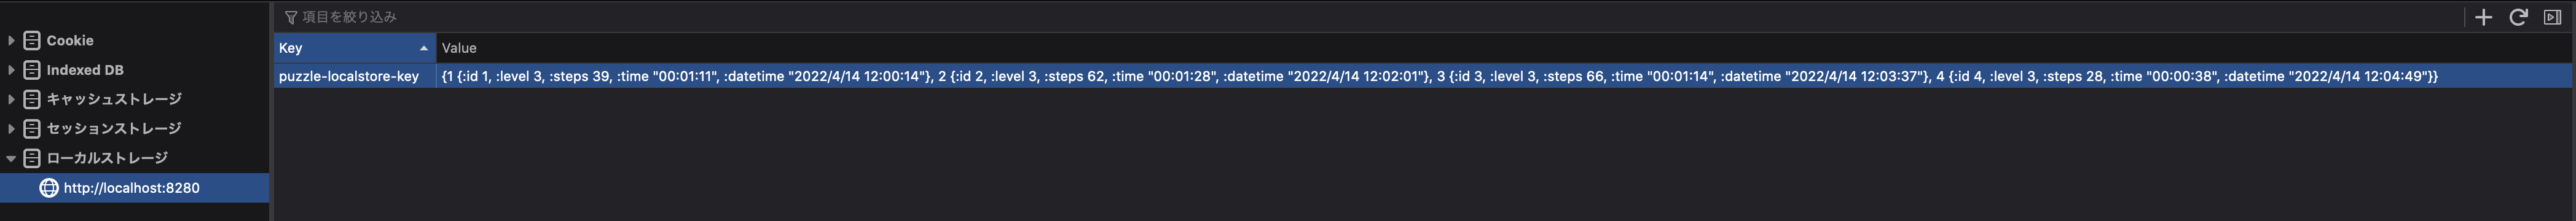 項目を絞り込み
Cookie
Indexed DB
キャッシュストレージ
セッションストレージ
ローカルストレージ
http://localhost:8280
Key Value
puzzle-localstore-key {1 {:id 1, :level 3, :steps 39, :time "00:01:11", :datetime "2022/4/14 12:00:14"}, 2 {:id 2, :level 3, :steps 62, :time "00:01:28", :datetime "2022/4/14 12:02:01"}, 3 {:id 3, :level 3, :steps 66, :time "00:01:14", :datetime "2022/4/14 12:03:37"}, 4 {:id 4, :level 3, :steps 28, :time "00:00:38", :datetime "2022/4/14 12:04:49"}}